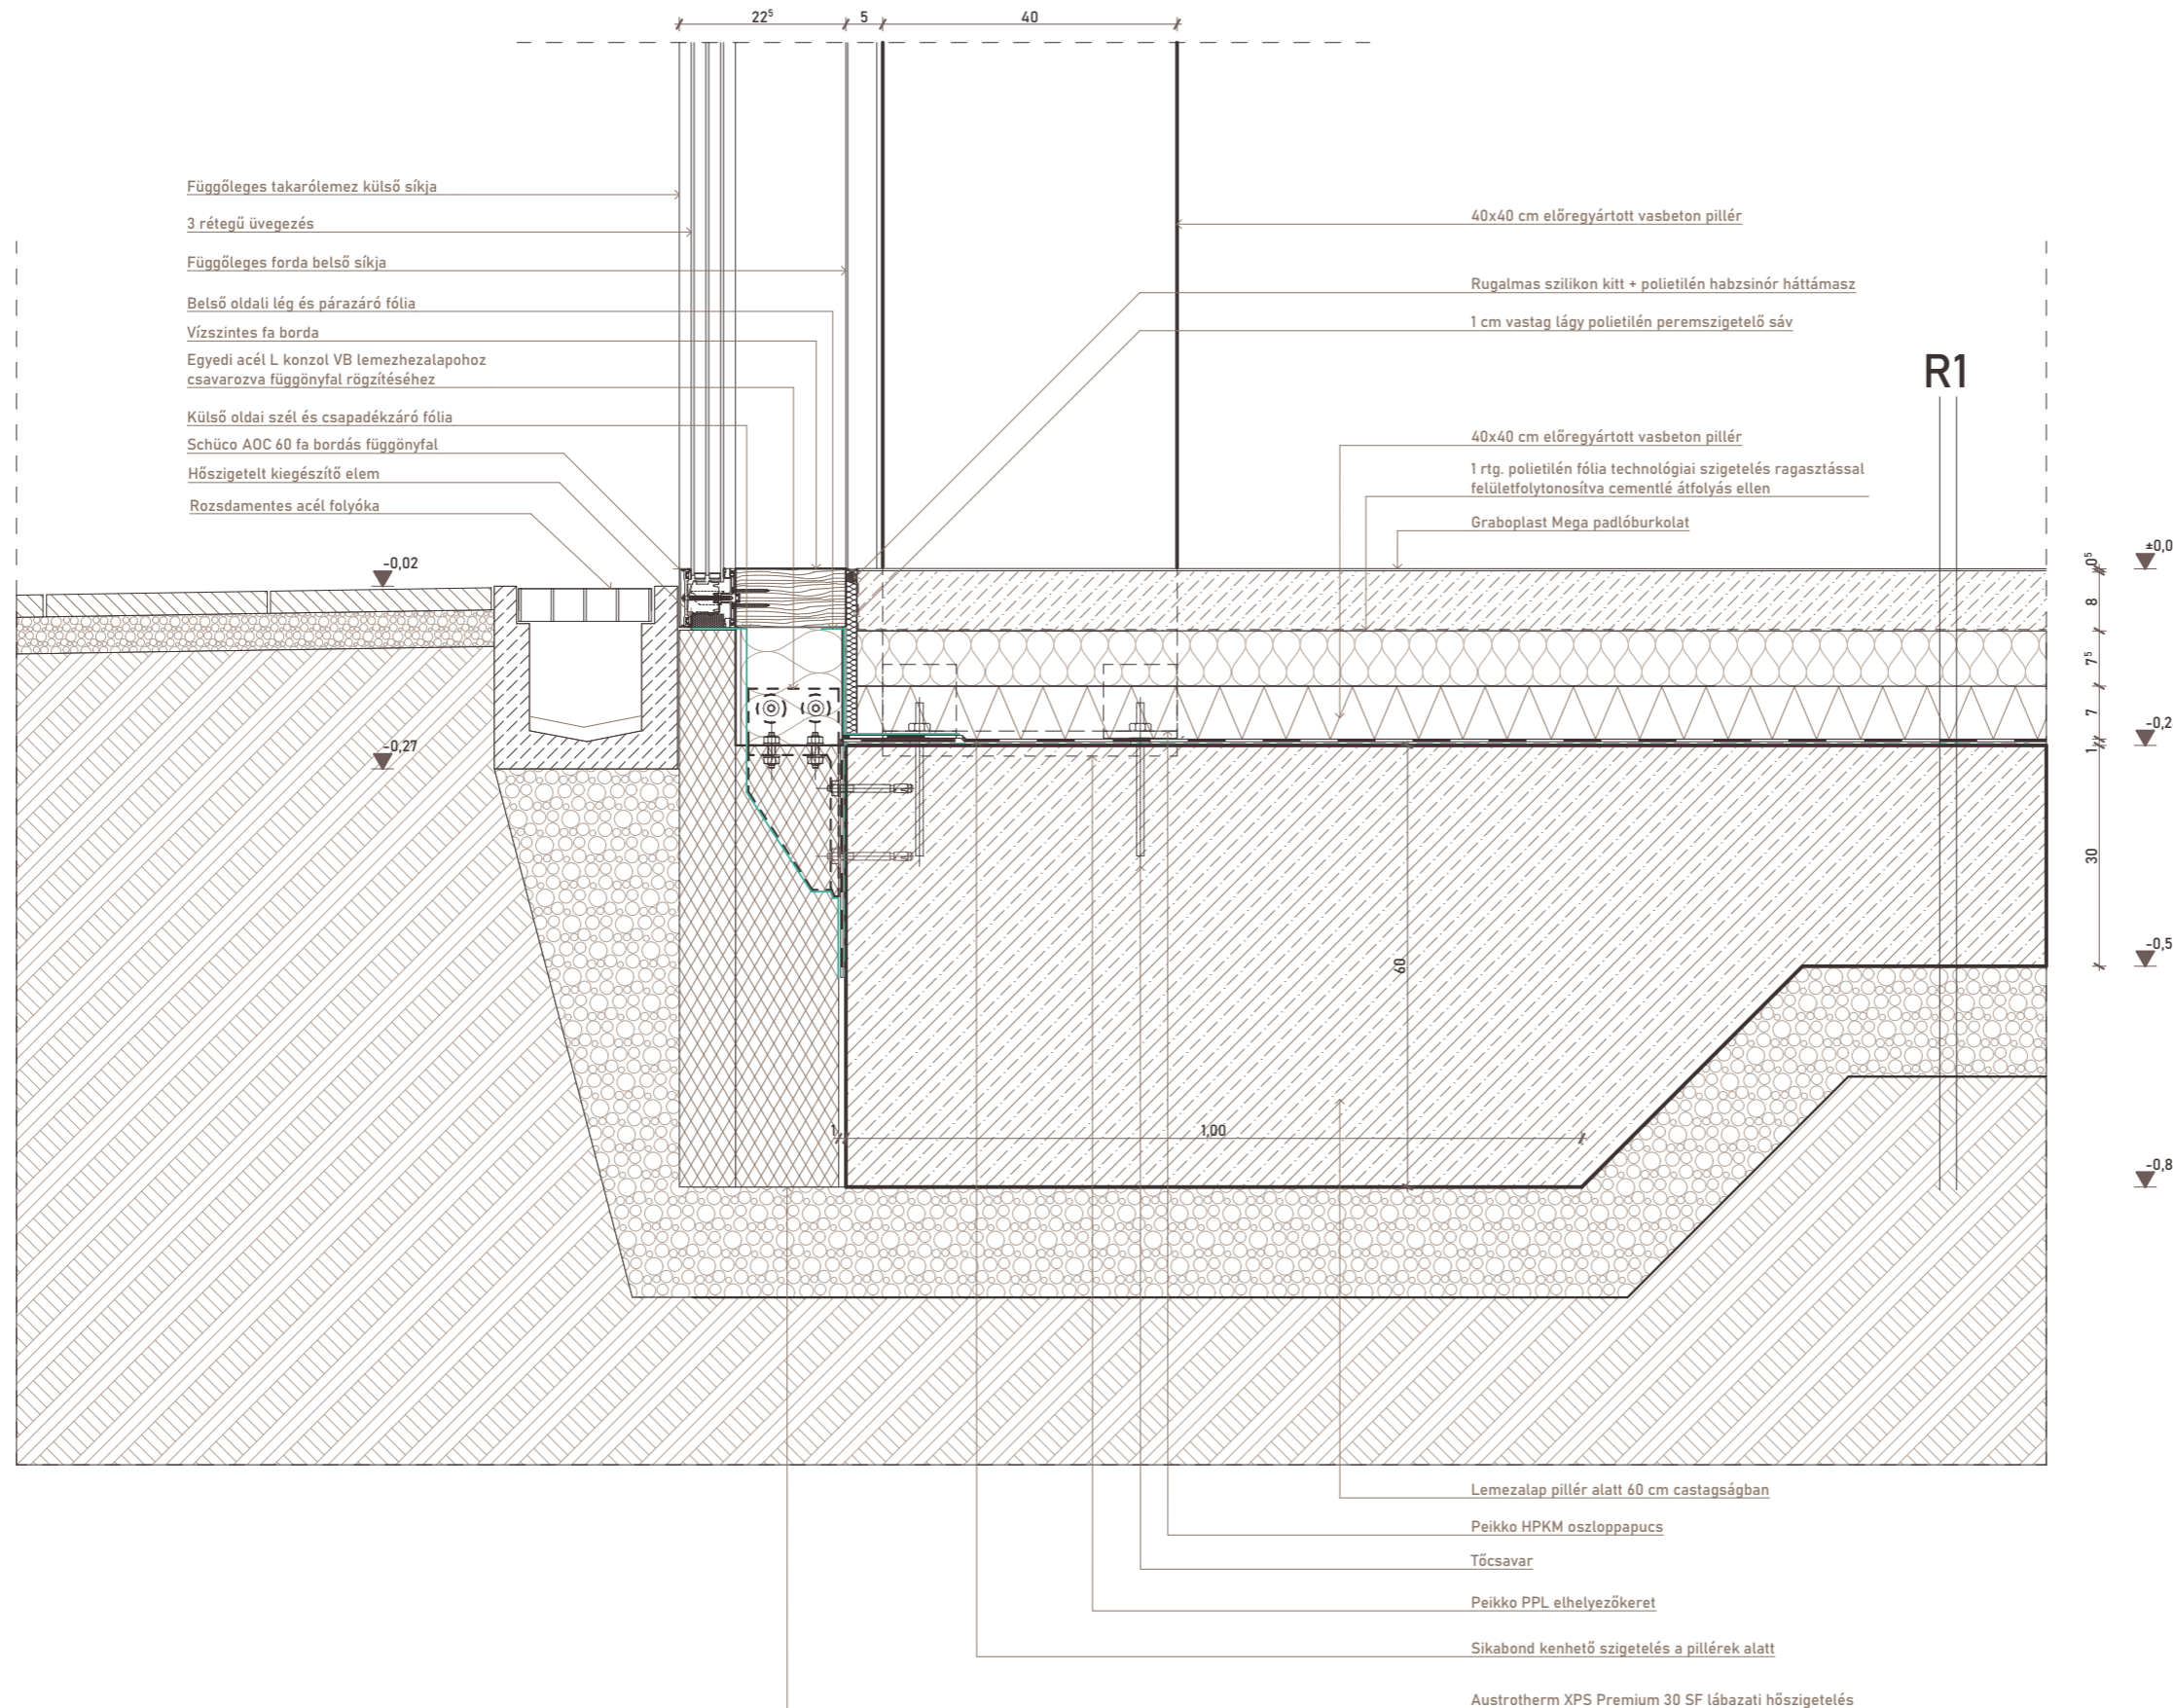 22⁵ 5 40
Függőleges takarólemez külső síkja
3 rétegű üvegezés
Függőleges forda belső síkja
Belső oldali lég és párazáró fólia
Vízszintes fa borda
Egyedi acél L konzol VB lemezhezalapohoz
csavarozva függönyfal rögzítéséhez
Külső oldai szél és csapadékzáró fólia
Schüco AOC 60 fa bordás függönyfal
Hőszigetelt kiegészítő elem
Rozsdamentes acél folyóka
-0,02
-0,27
40x40 cm előregyártott vasbeton pillér
Rugalmas szilikon kitt + polietilén habzsinór háttámasz
1 cm vastag lágy polietilén peremszigetelő sáv
R1
40x40 cm előregyártott vasbeton pillér
1 rtg. polietilén fólia technológiai szigetelés ragasztással
felületfolytonosítva cementlé átfolyás ellen
Graboplast Mega padlóburkolat
±0,0
0⁵
8
7⁵
7
-0,2
1
30
-0,5
60
1 1,00
-0,8
Lemezalap pillér alatt 60 cm castagságban
Peikko HPKM oszloppapucs
Tőcsavar
Peikko PPL elhelyezőkeret
Sikabond kenhető szigetelés a pillérek alatt
Austrotherm XPS Premium 30 SF lábazati hőszigetelés